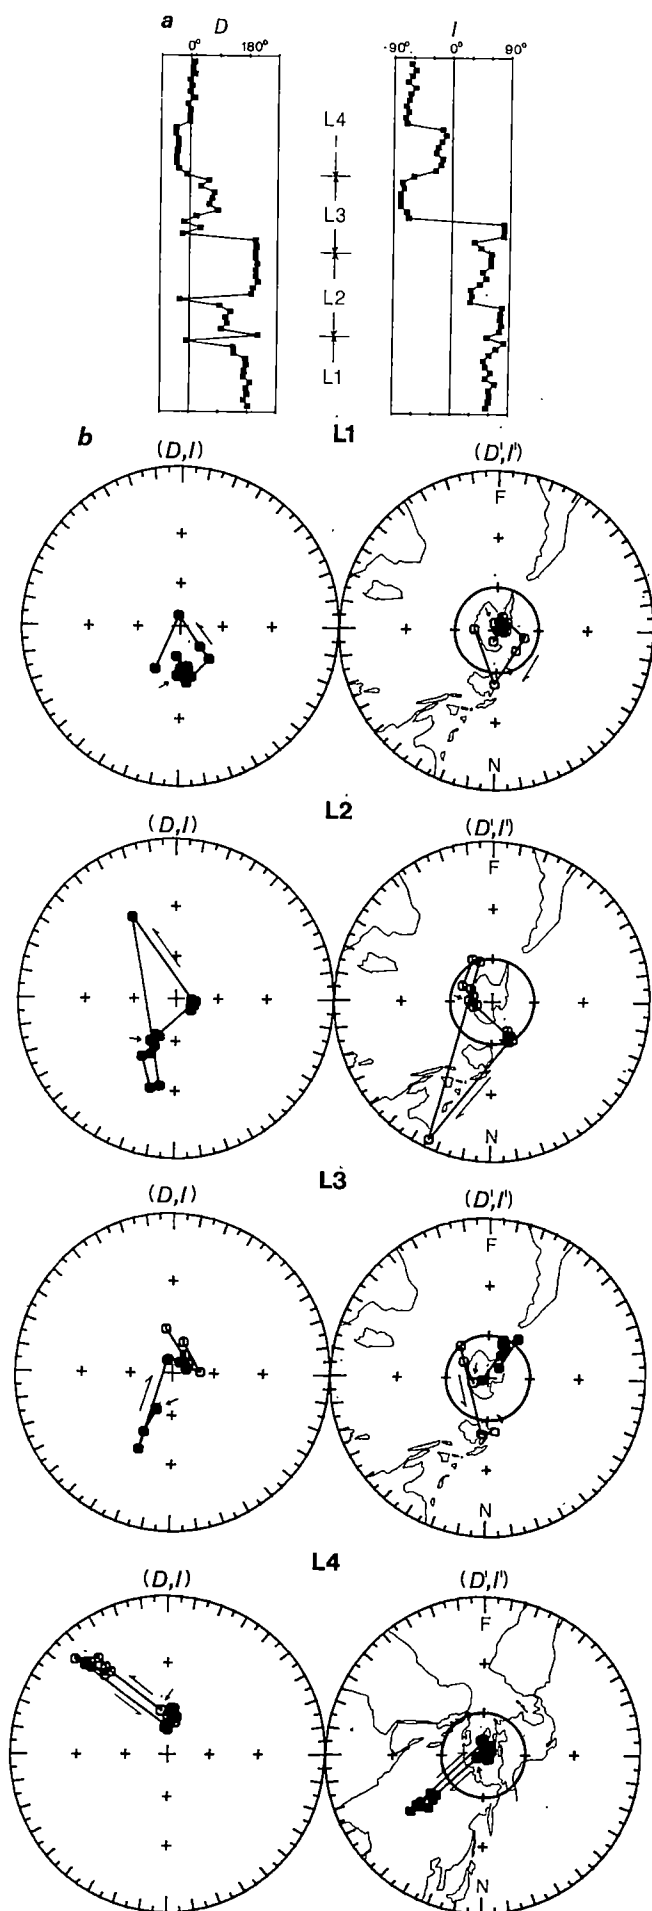 a D I
0° 180° -90° 0° 90°
L4
L3
L2
L1
b L1
(D,I) (D',I')
F
N
L2
(D,I) (D',I')
F
N
L3
(D,I) (D',I')
F
N
L4
(D,I) (D',I')
F
N